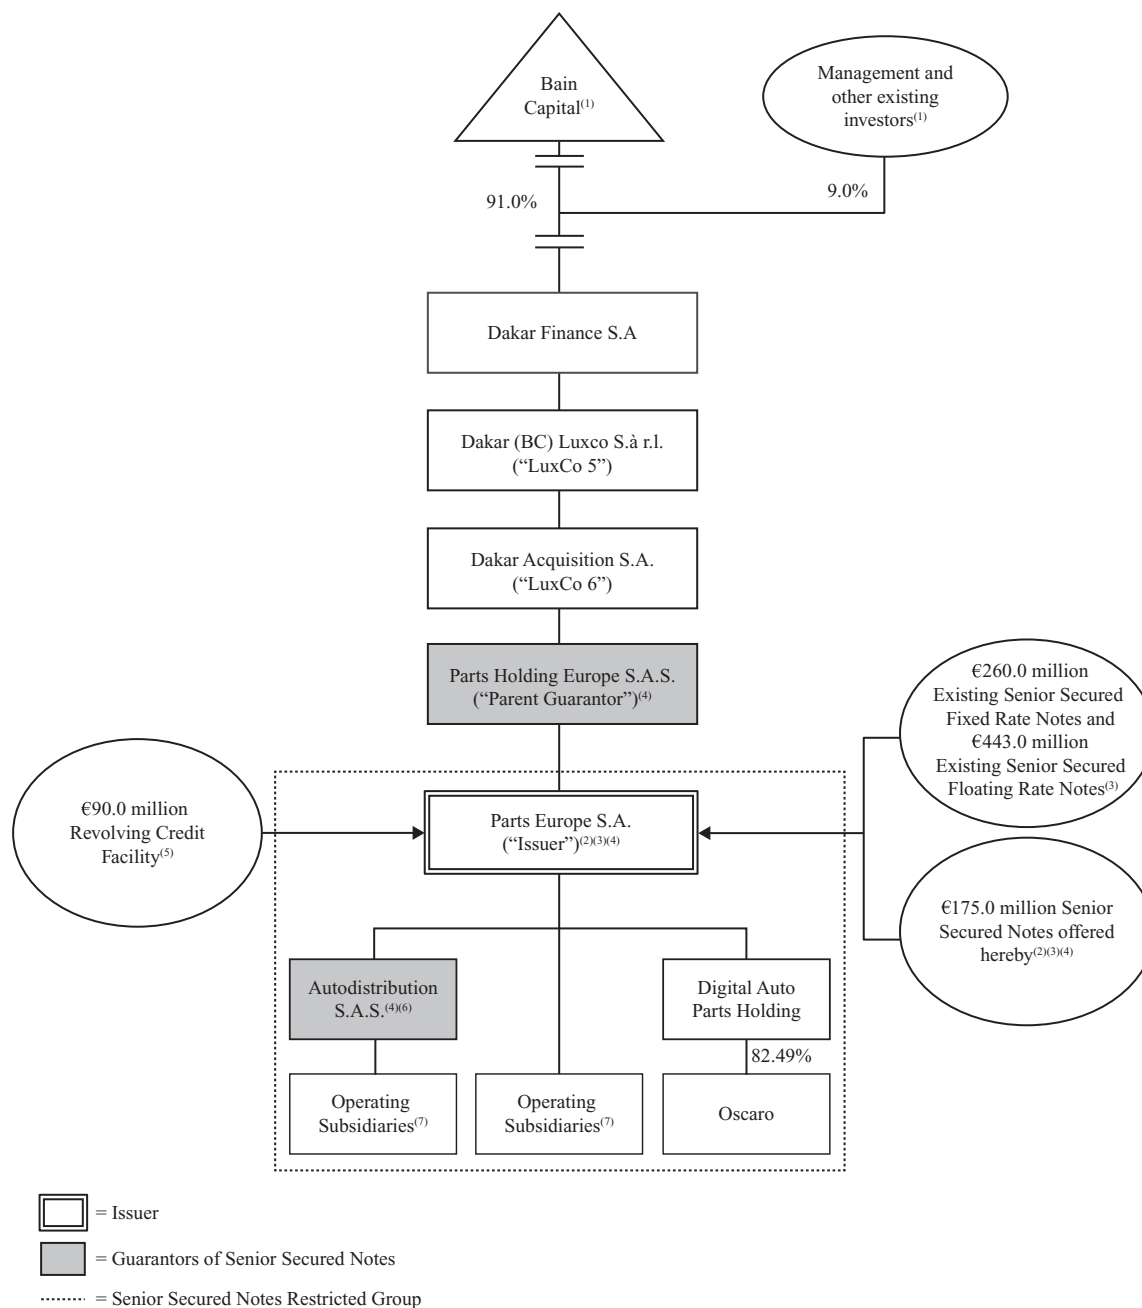 Bain
Capital(1)
Management and
other existing
investors(1)
91.0%
9.0%
Dakar Finance S.A
Dakar (BC) Luxco S.à r.l.
(“LuxCo 5”)
Dakar Acquisition S.A.
(“LuxCo 6”)
Parts Holding Europe S.A.S.
(“Parent Guarantor”)(4)
€260.0 million
Existing Senior Secured
Fixed Rate Notes and
€443.0 million
Existing Senior Secured
Floating Rate Notes(3)
€90.0 million
Revolving Credit
Facility(5)
Parts Europe S.A.
(“Issuer”)(2)(3)(4)
€175.0 million Senior
Secured Notes offered
hereby(2)(3)(4)
Autodistribution
S.A.S.(4)(6)
Digital Auto
Parts Holding
82.49%
Operating
Subsidiaries(7)
Operating
Subsidiaries(7)
Oscaro
= Issuer
= Guarantors of Senior Secured Notes
= Senior Secured Notes Restricted Group